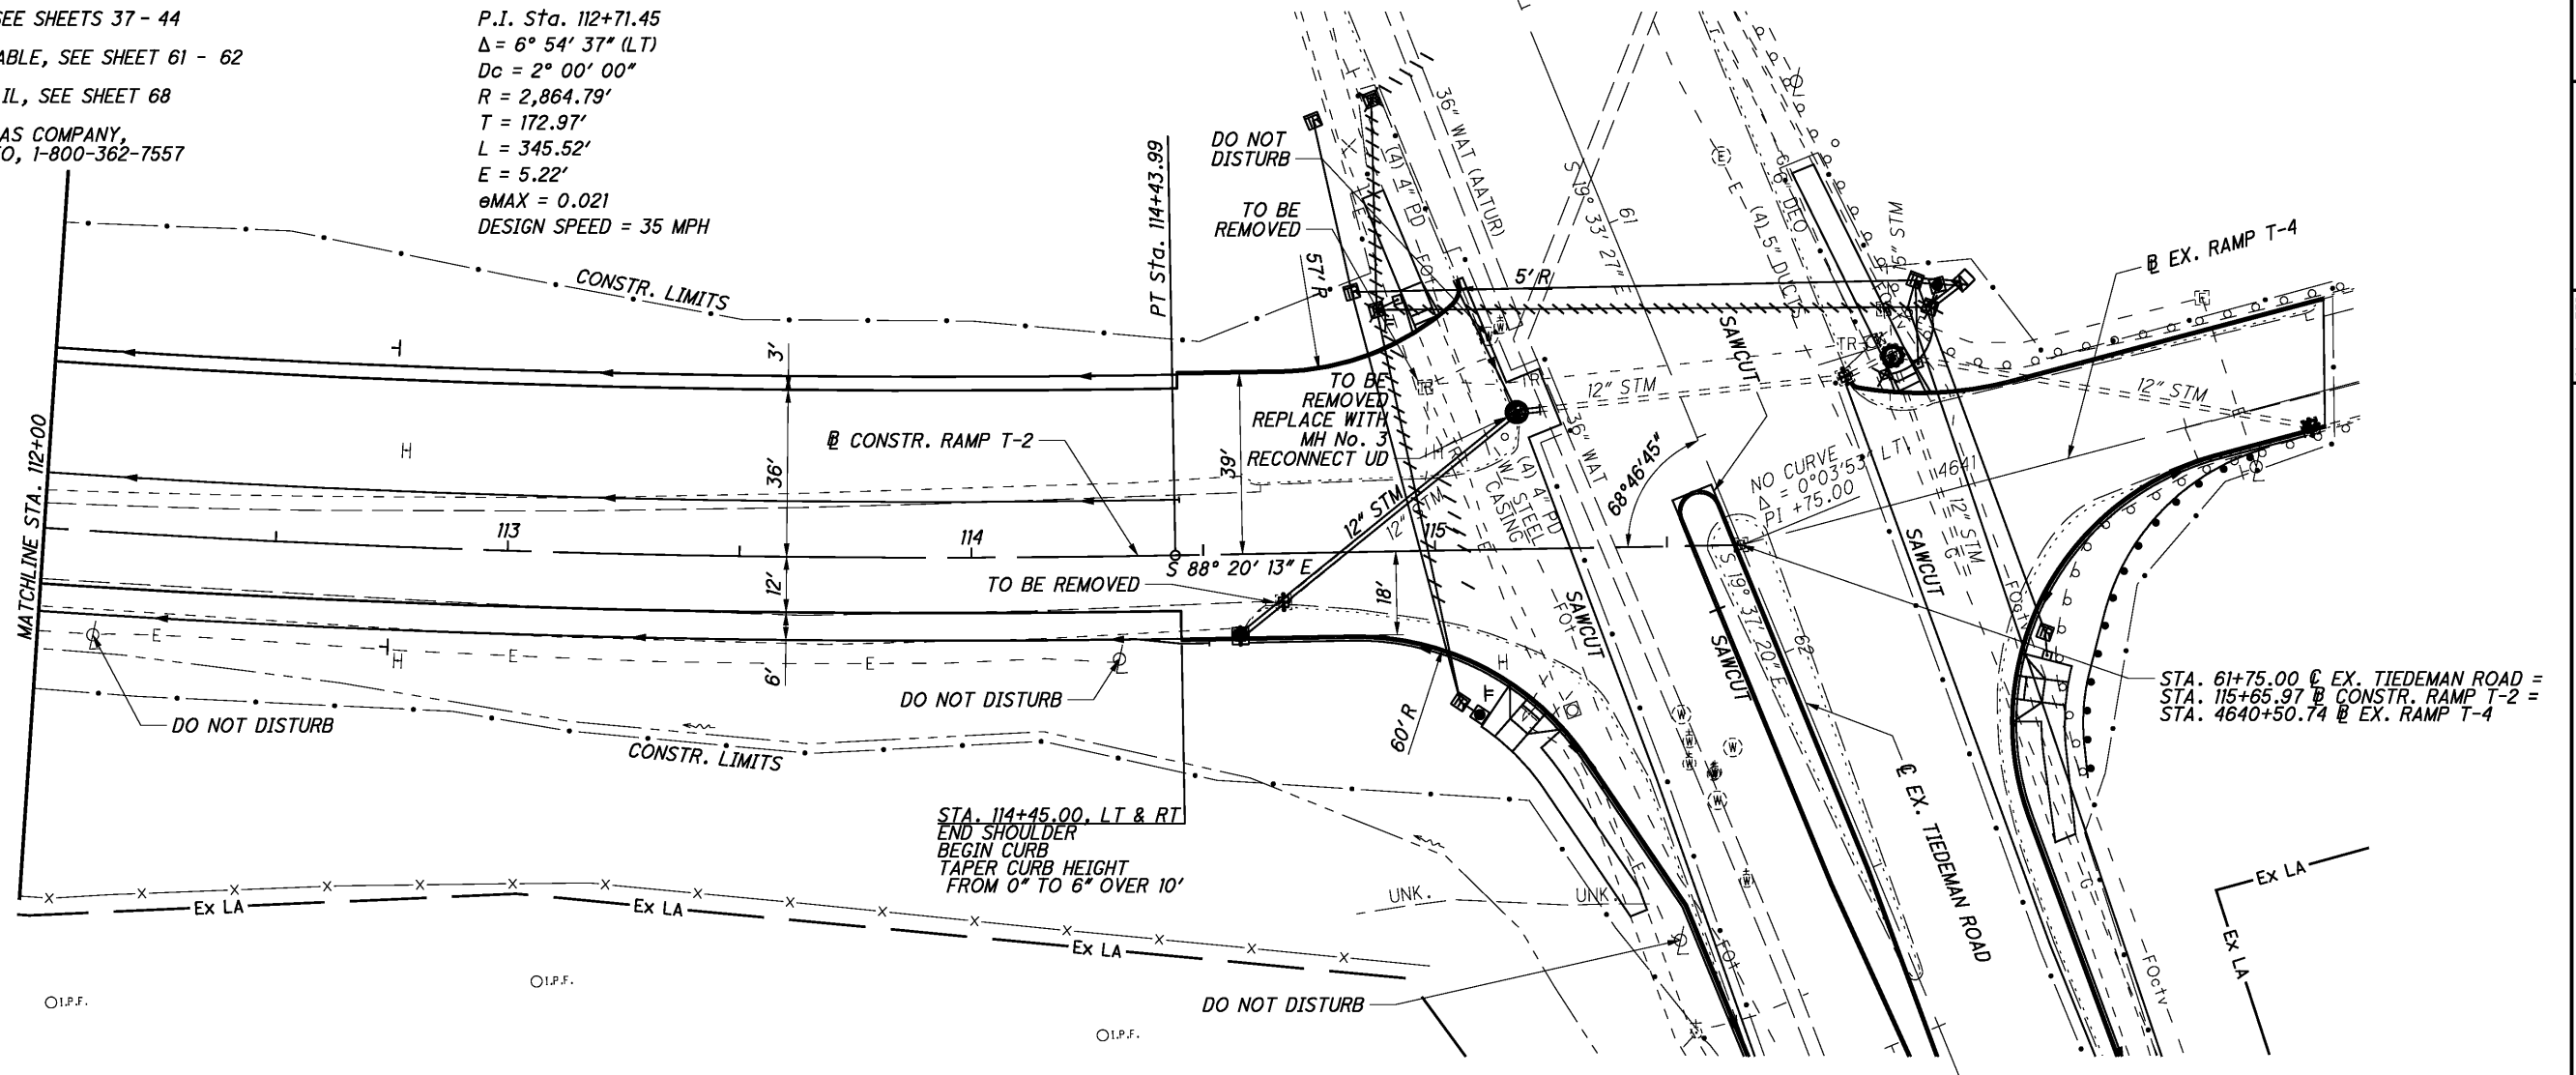 SEE SHEETS 37 - 44
ABLE, SEE SHEET 61 - 62
IL, SEE SHEET 68
AS COMPANY,
O, 1-800-362-7557
P.I. Sta. 112+71.45
Δ = 6° 54' 37" (LT)
Dc = 2° 00' 00"
R = 2,864.79'
T = 172.97'
L = 345.52'
E = 5.22'
eMAX = 0.021
DESIGN SPEED = 35 MPH
MATCHLINE STA. 112+00
CONSTR. LIMITS
PT Sta. 114+43.99
DO NOT
DISTURB
TO BE
REMOVED
57' R
5' R
36" WAT (AATUR)
(4) 4" PD
FOt
S 19° 33' 27" E
61
E (4) 5" DUCTS
G 6" DEO
5" STM
℄ EX. RAMP T-4
3'
36'
12'
6'
H
113
114
115
℄ CONSTR. RAMP T-2
39'
18'
TO BE
REMOVED
REPLACE WITH
MH No. 3
RECONNECT UD
12" STM
12" STM
12" STM
12" STM
12" STM
TR
TR
TR
36" WAT
(4) 4" PD
W/ STEEL
CASING
SAWCUT
SAWCUT
SAWCUT
SAWCUT
68°46'45"
NO CURVE
Δ = 0°03'53" LT
PI +75.00
4641
S 88° 20' 13" E
TO BE REMOVED
DO NOT DISTURB
DO NOT DISTURB
E
E
E
H
H
60' R
FOt
S 19° 37' 20" E
62
FOctv
STA. 61+75.00 ℄ EX. TIEDEMAN ROAD =
STA. 115+65.97 ℄ CONSTR. RAMP T-2 =
STA. 4640+50.74 ℄ EX. RAMP T-4
CONSTR. LIMITS
STA. 114+45.00, LT & RT
END SHOULDER
BEGIN CURB
TAPER CURB HEIGHT
FROM 0" TO 6" OVER 10'
℄ EX. TIEDEMAN ROAD
UNK.
UNK.
Ex LA
Ex LA
Ex LA
Ex LA
Ex LA
FOt
FOctv
DO NOT DISTURB
I.P.F.
I.P.F.
I.P.F.